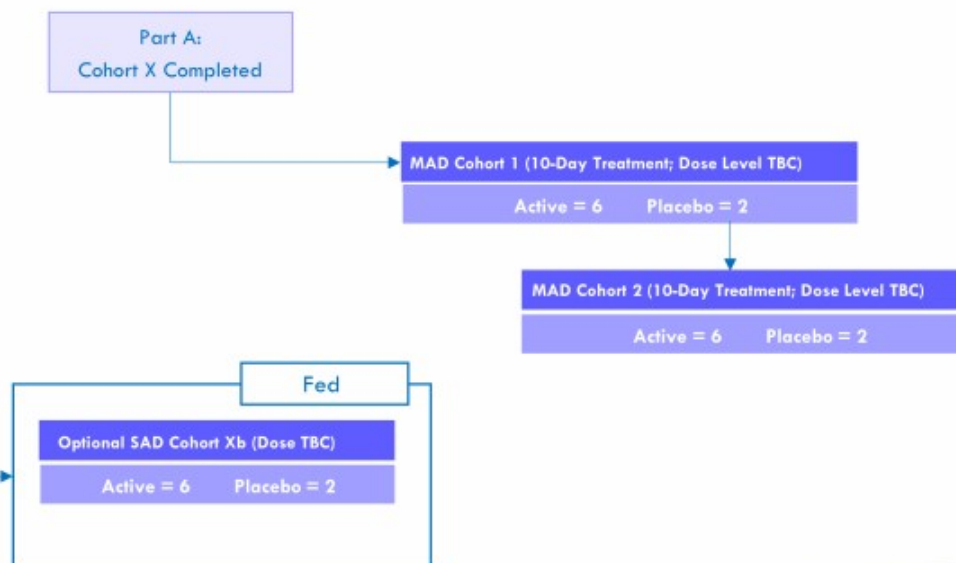 Part A:
Cohort X Completed
MAD Cohort 1 (10-Day Treatment; Dose Level TBC)
Active = 6 Placebo = 2
MAD Cohort 2 (10-Day Treatment; Dose Level TBC)
Active = 6 Placebo = 2
Fed
Optional SAD Cohort Xb (Dose TBC)
Active = 6 Placebo = 2